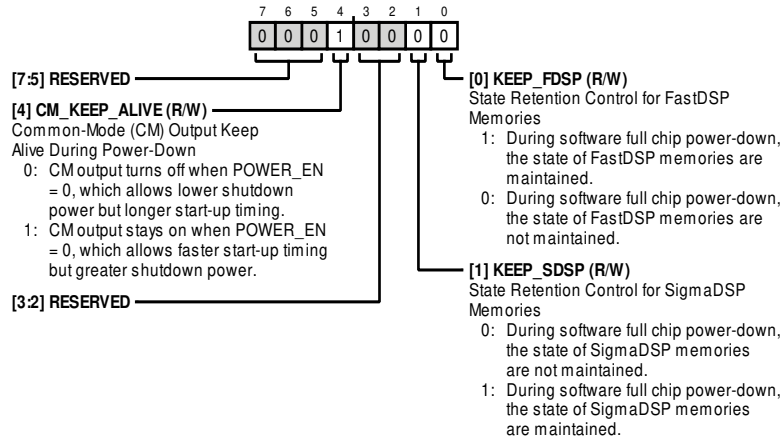 7 6 5 4 3 2 1 0
0 0 0 1 0 0 0 0
[7:5] RESERVED
[4] CM_KEEP_ALIVE (R/W)
Common-Mode (CM) Output Keep
Alive During Power-Down
0: CM output turns off when POWER_EN
= 0, which allows lower shutdown
power but longer start-up timing.
1: CM output stays on when POWER_EN
= 0, which allows faster start-up timing
but greater shutdown power.
[3:2] RESERVED
[0] KEEP_FDSP (R/W)
State Retention Control for FastDSP
Memories
1: During software full chip power-down,
the state of FastDSP memories are
maintained.
0: During software full chip power-down,
the state of FastDSP memories are
not maintained.
[1] KEEP_SDSP (R/W)
State Retention Control for SigmaDSP
Memories
0: During software full chip power-down,
the state of SigmaDSP memories
are not maintained.
1: During software full chip power-down,
the state of SigmaDSP memories
are maintained.